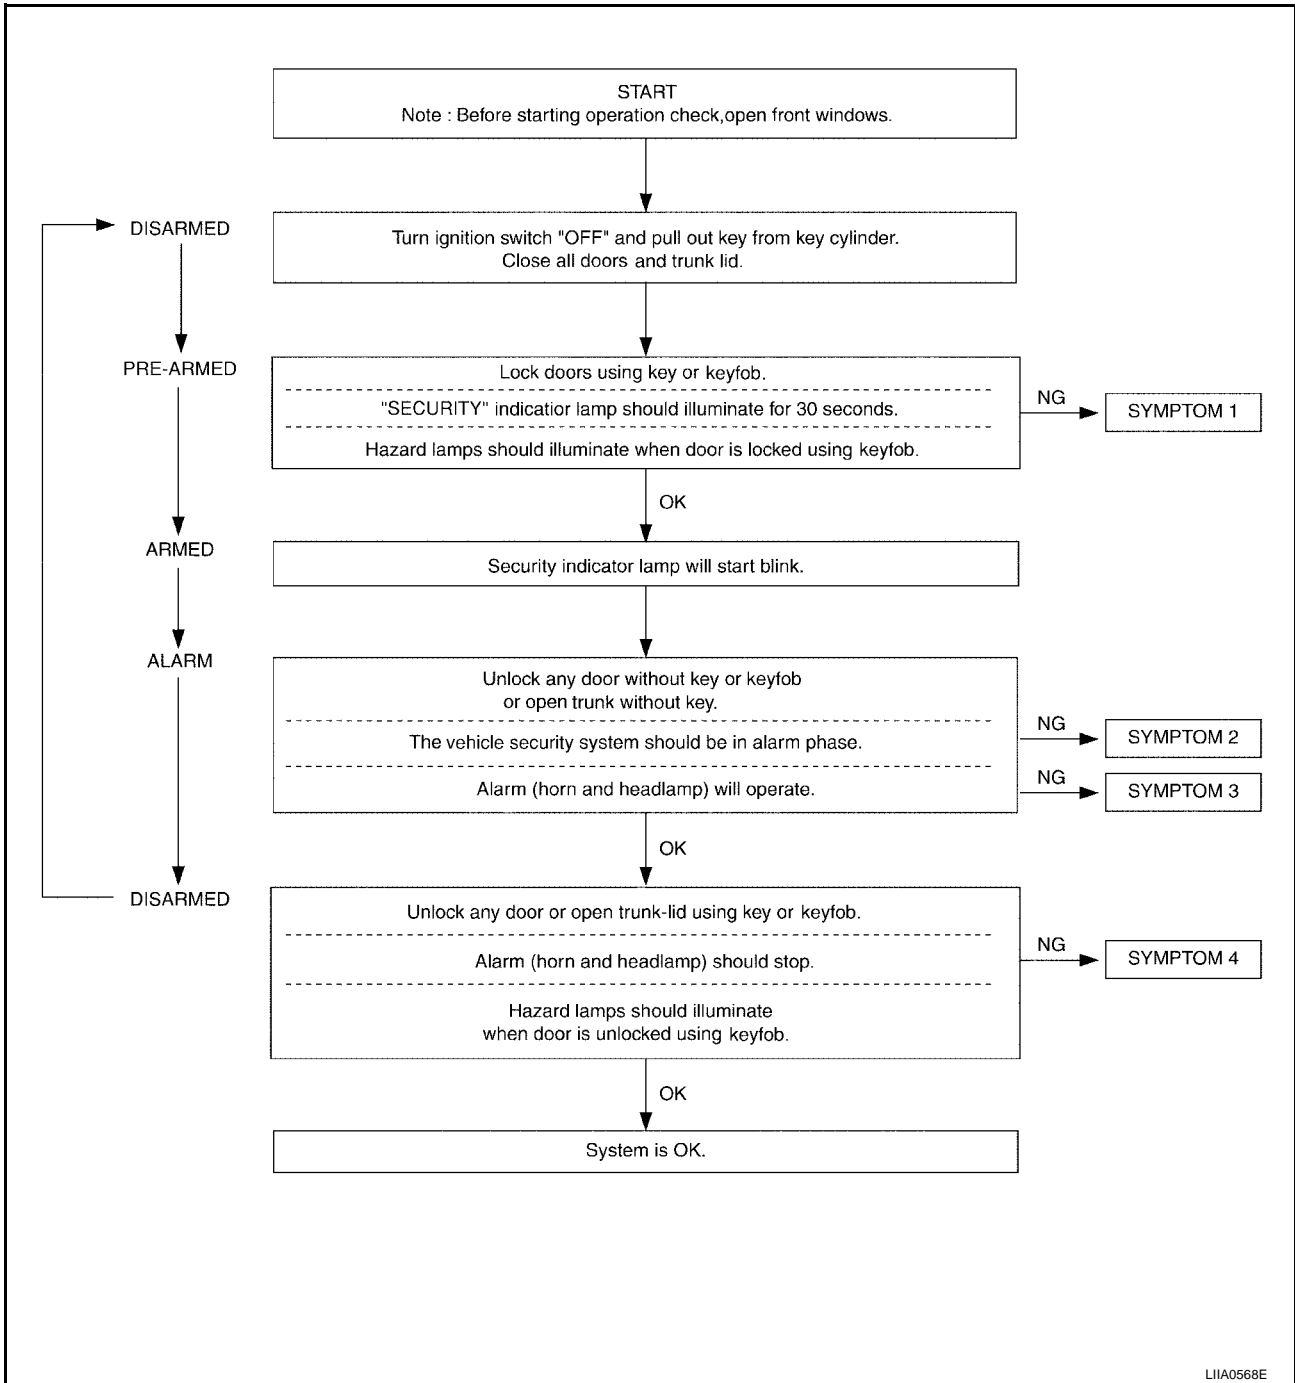 START
Note : Before starting operation check,open front windows.
DISARMED
Turn ignition switch "OFF" and pull out key from key cylinder.
Close all doors and trunk lid.
PRE-ARMED
Lock doors using key or keyfob.
"SECURITY" indicatior lamp should illuminate for 30 seconds.
Hazard lamps should illuminate when door is locked using keyfob.
NG
SYMPTOM 1
OK
ARMED
Security indicator lamp will start blink.
ALARM
Unlock any door without key or keyfob
or open trunk without key.
The vehicle security system should be in alarm phase.
NG
SYMPTOM 2
Alarm (horn and headlamp) will operate.
NG
SYMPTOM 3
OK
DISARMED
Unlock any door or open trunk-lid using key or keyfob.
Alarm (horn and headlamp) should stop.
NG
SYMPTOM 4
Hazard lamps should illuminate
when door is unlocked using keyfob.
OK
System is OK.
LIIA0568E